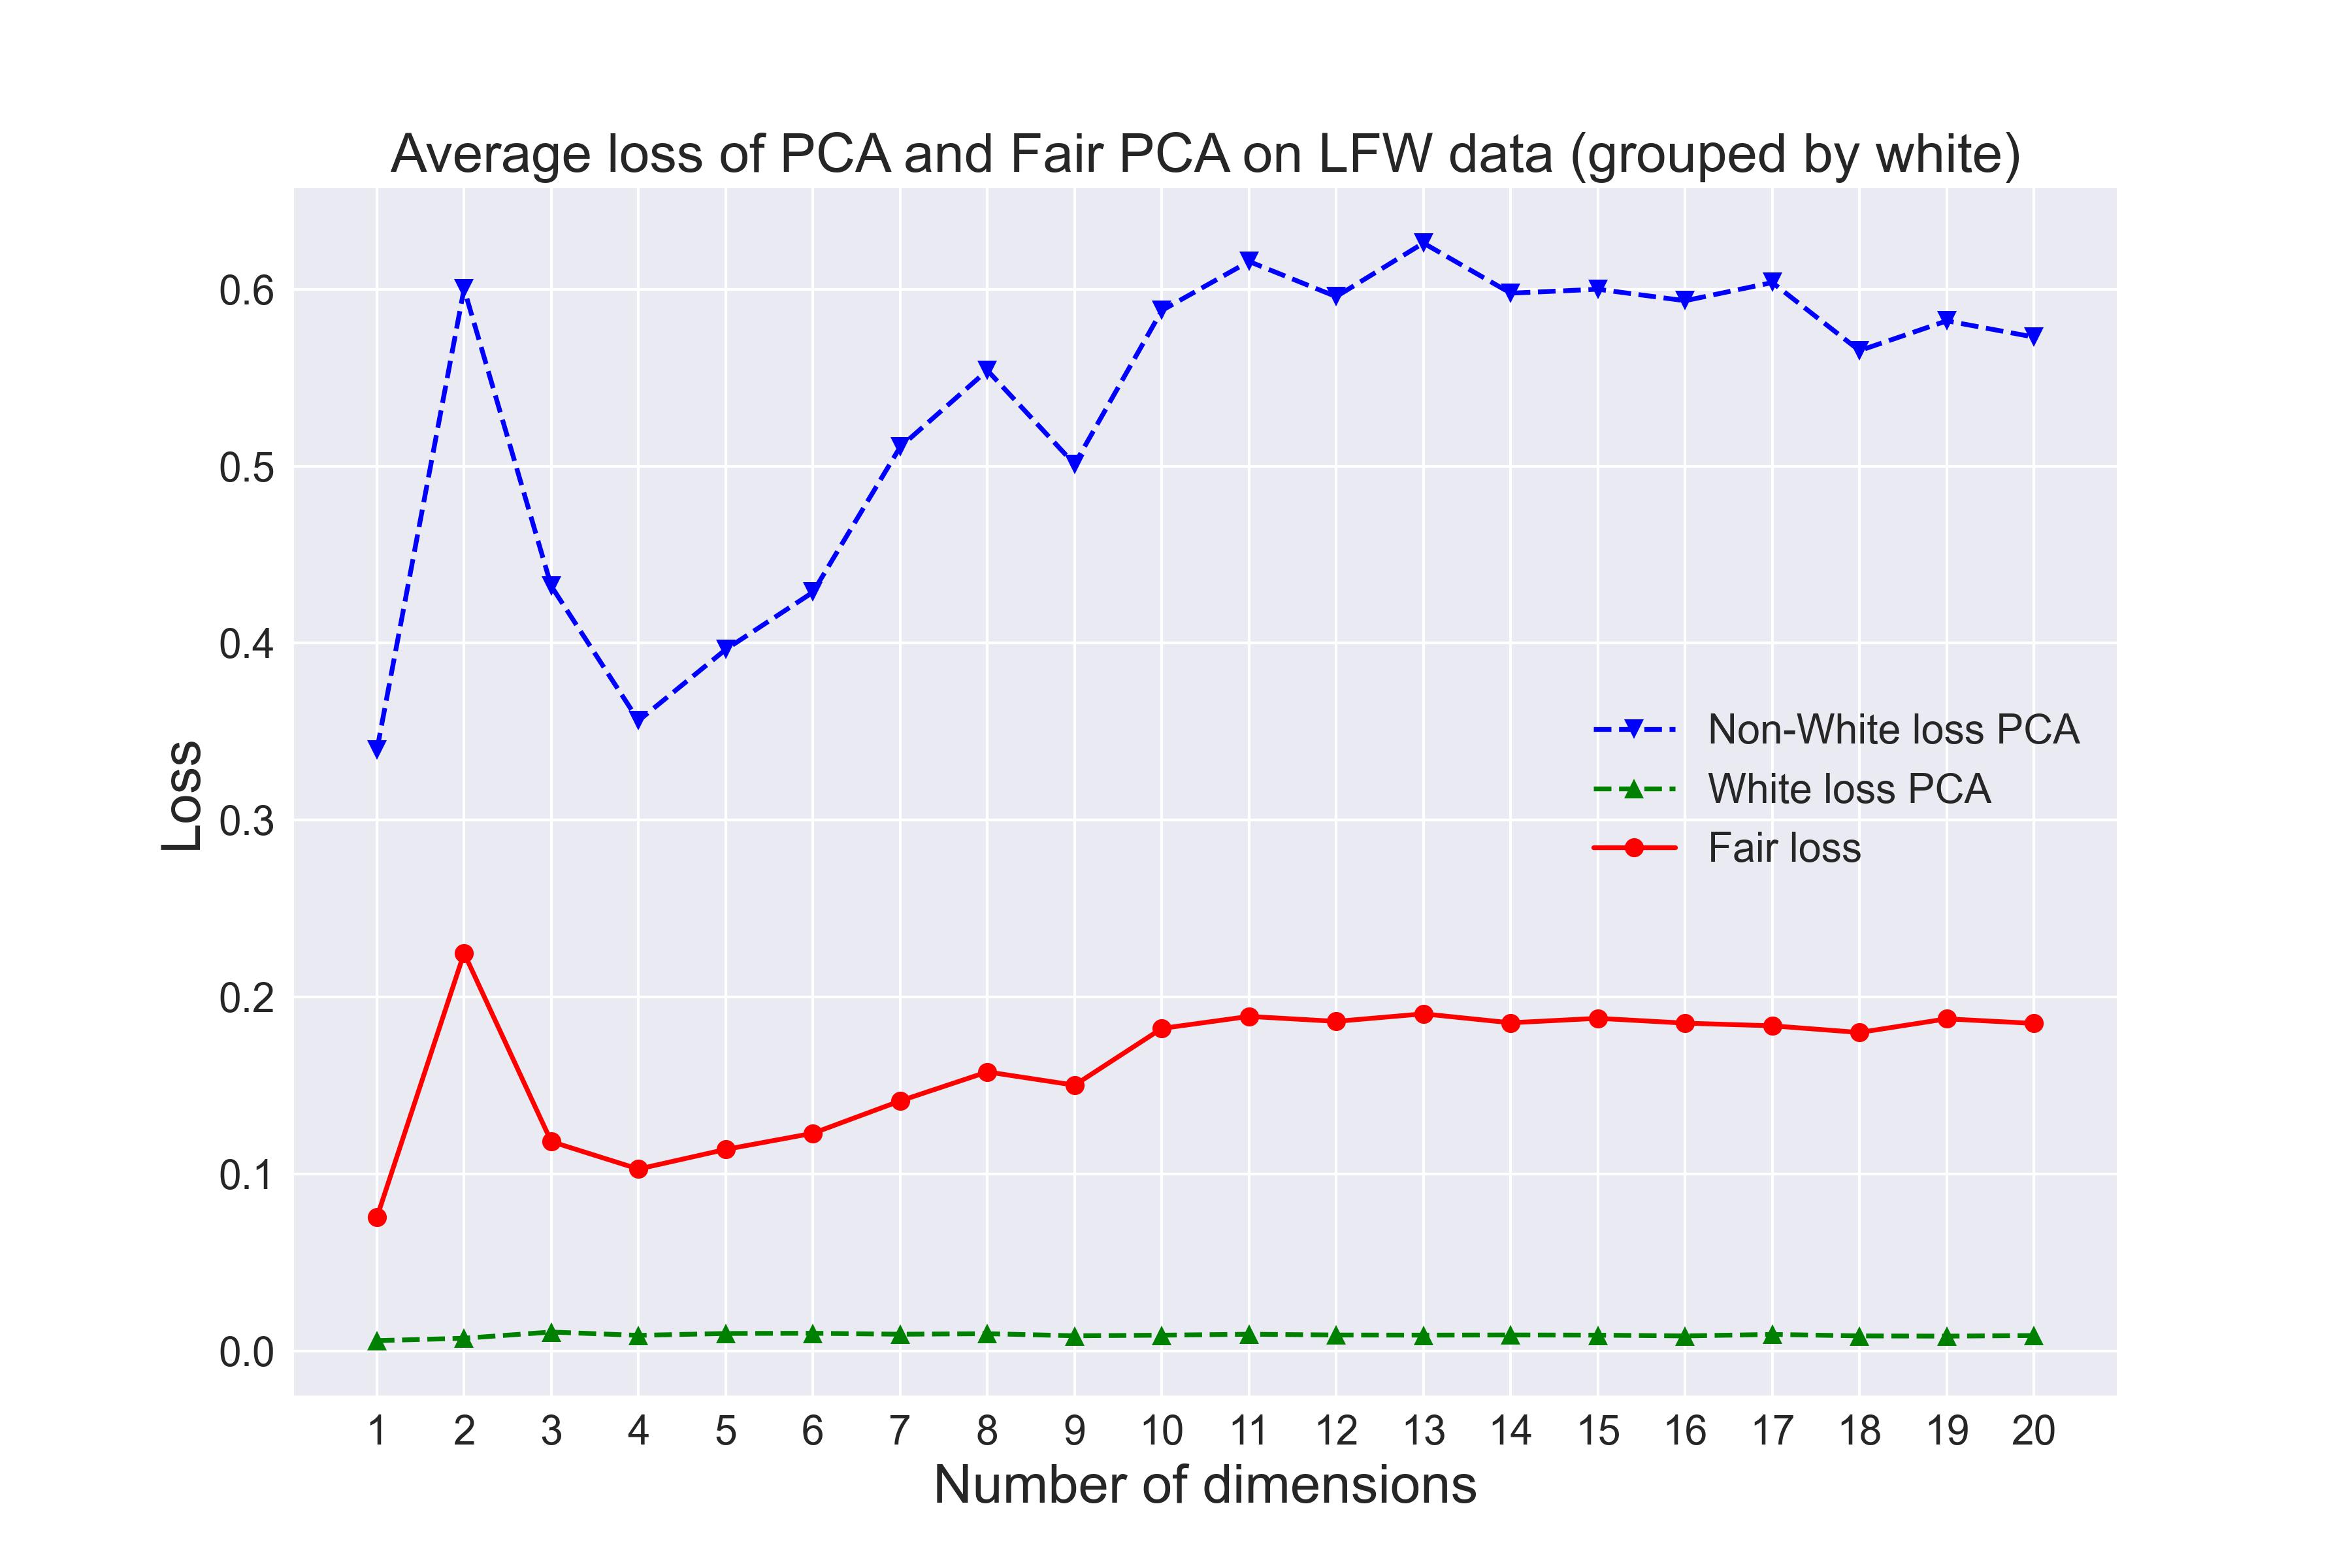 Average loss of PCA and Fair PCA on LFW data (grouped by white)
Loss
0.6
0.5
0.4
0.3
0.2
0.1
0.0
Non-White loss PCA
White loss PCA
Fair loss
1 2 3 4 5 6 7 8 9 10 11 12 13 14 15 16 17 18 19 20
Number of dimensions